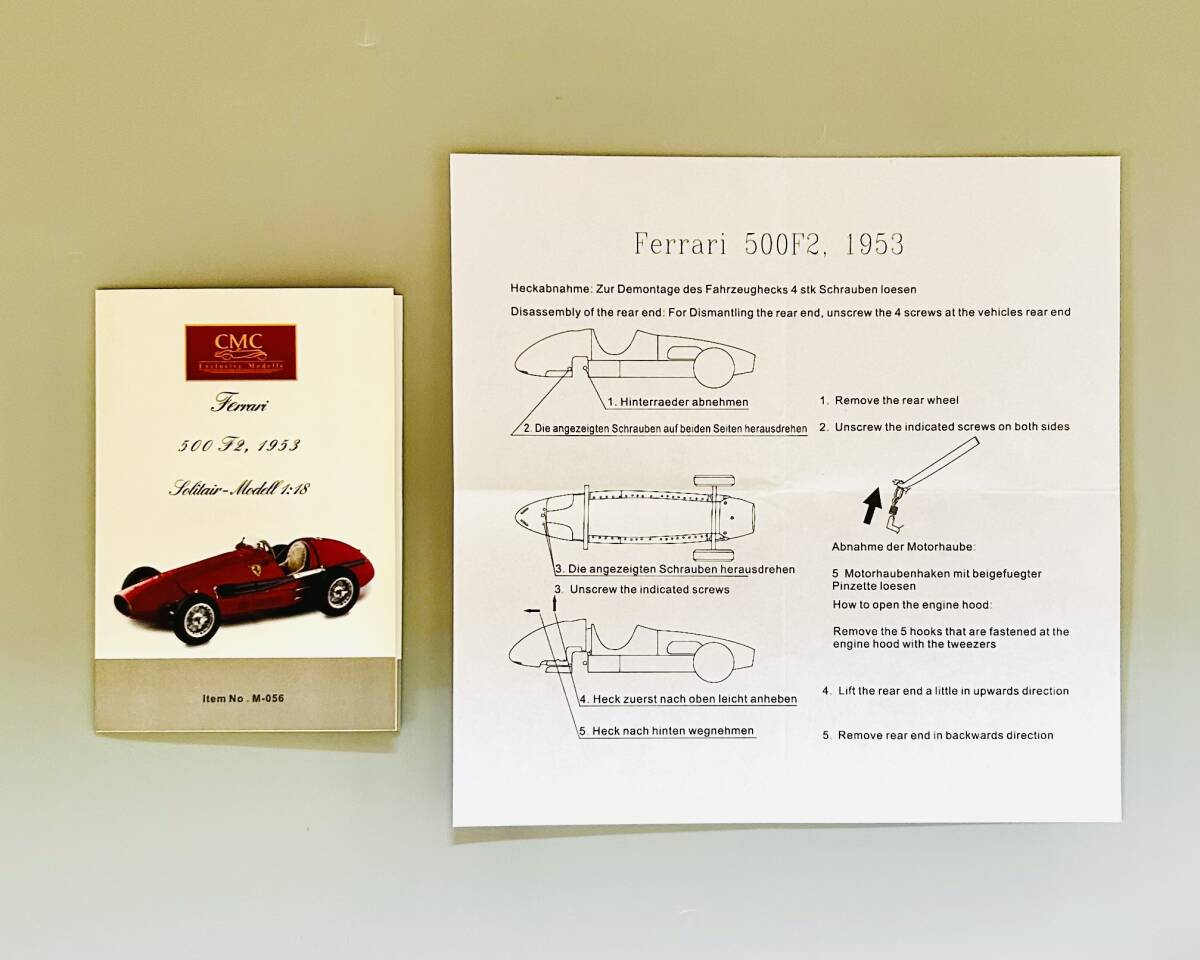 CMC
Exclusive Modells
Ferrari
500 F2, 1953
Solitair-Modell 1:18
Item No. M-056
Ferrari 500F2, 1953
Heckabnahme: Zur Demontage des Fahrzeughecks 4 stk Schrauben loesen
Disassembly of the rear end: For Dismantling the rear end, unscrew the 4 screws at the vehicles rear end
1. Hinterraeder abnehmen
2. Die angezeigten Schrauben auf beiden Seiten herausdrehen
1. Remove the rear wheel
2. Unscrew the indicated screws on both sides
3. Die angezeigten Schrauben herausdrehen
3. Unscrew the indicated screws
Abnahme der Motorhaube:
5 Motorhaubenhaken mit beigefuegter
Pinzette loesen
How to open the engine hood:
Remove the 5 hooks that are fastened at the
engine hood with the tweezers
4. Heck zuerst nach oben leicht anheben
5. Heck nach hinten wegnehmen
4. Lift the rear end a little in upwards direction
5. Remove rear end in backwards direction